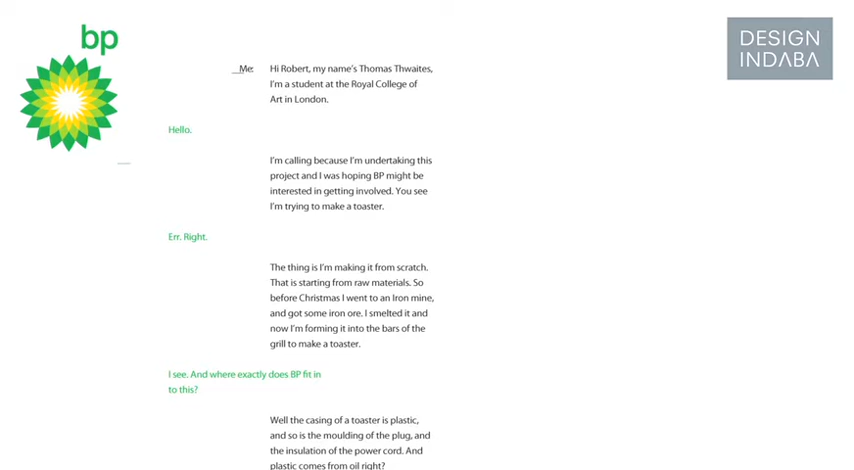 bp
DESIGN
INDABA
Me:
Hi Robert, my name's Thomas Thwaites,
I'm a student at the Royal College of
Art in London.
Hello.
I'm calling because I'm undertaking this
project and I was hoping BP might be
interested in getting involved. You see
I'm trying to make a toaster.
Err. Right.
The thing is I'm making it from scratch.
That is starting from raw materials. So
before Christmas I went to an Iron mine,
and got some iron ore. I smelted it and
now I'm forming it into the bars of the
grill to make a toaster.
I see. And where exactly does BP fit in
to this?
Well the casing of a toaster is plastic,
and so is the moulding of the plug, and
the insulation of the power cord. And
plastic comes from oil right?